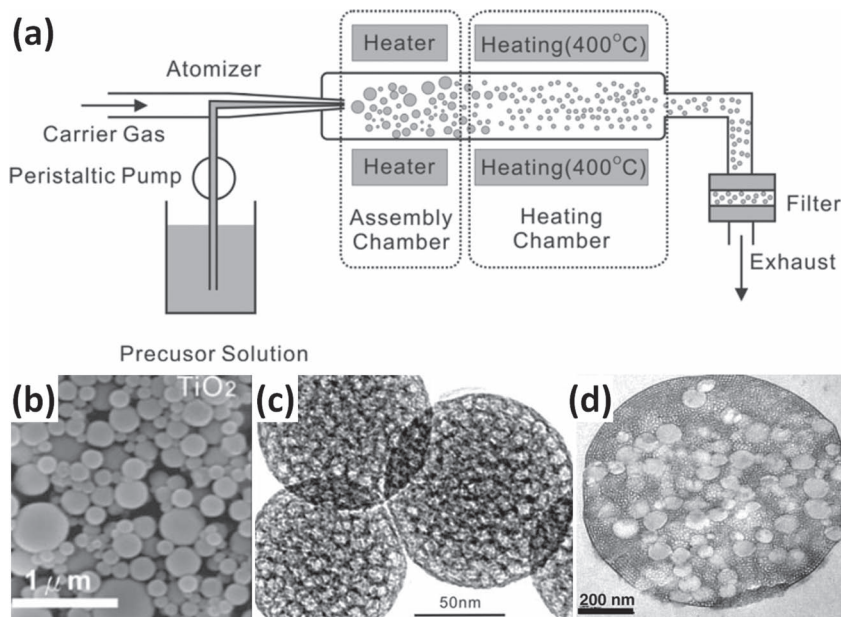 (a)
Heater
Heating(400°C)
Atomizer
Carrier Gas
Peristaltic Pump
Heater
Heating(400°C)
Filter
Assembly
Chamber
Heating
Chamber
Exhaust
Precusor Solution
(b)
TiO2
1 μm
(c)
50nm
(d)
200 nm